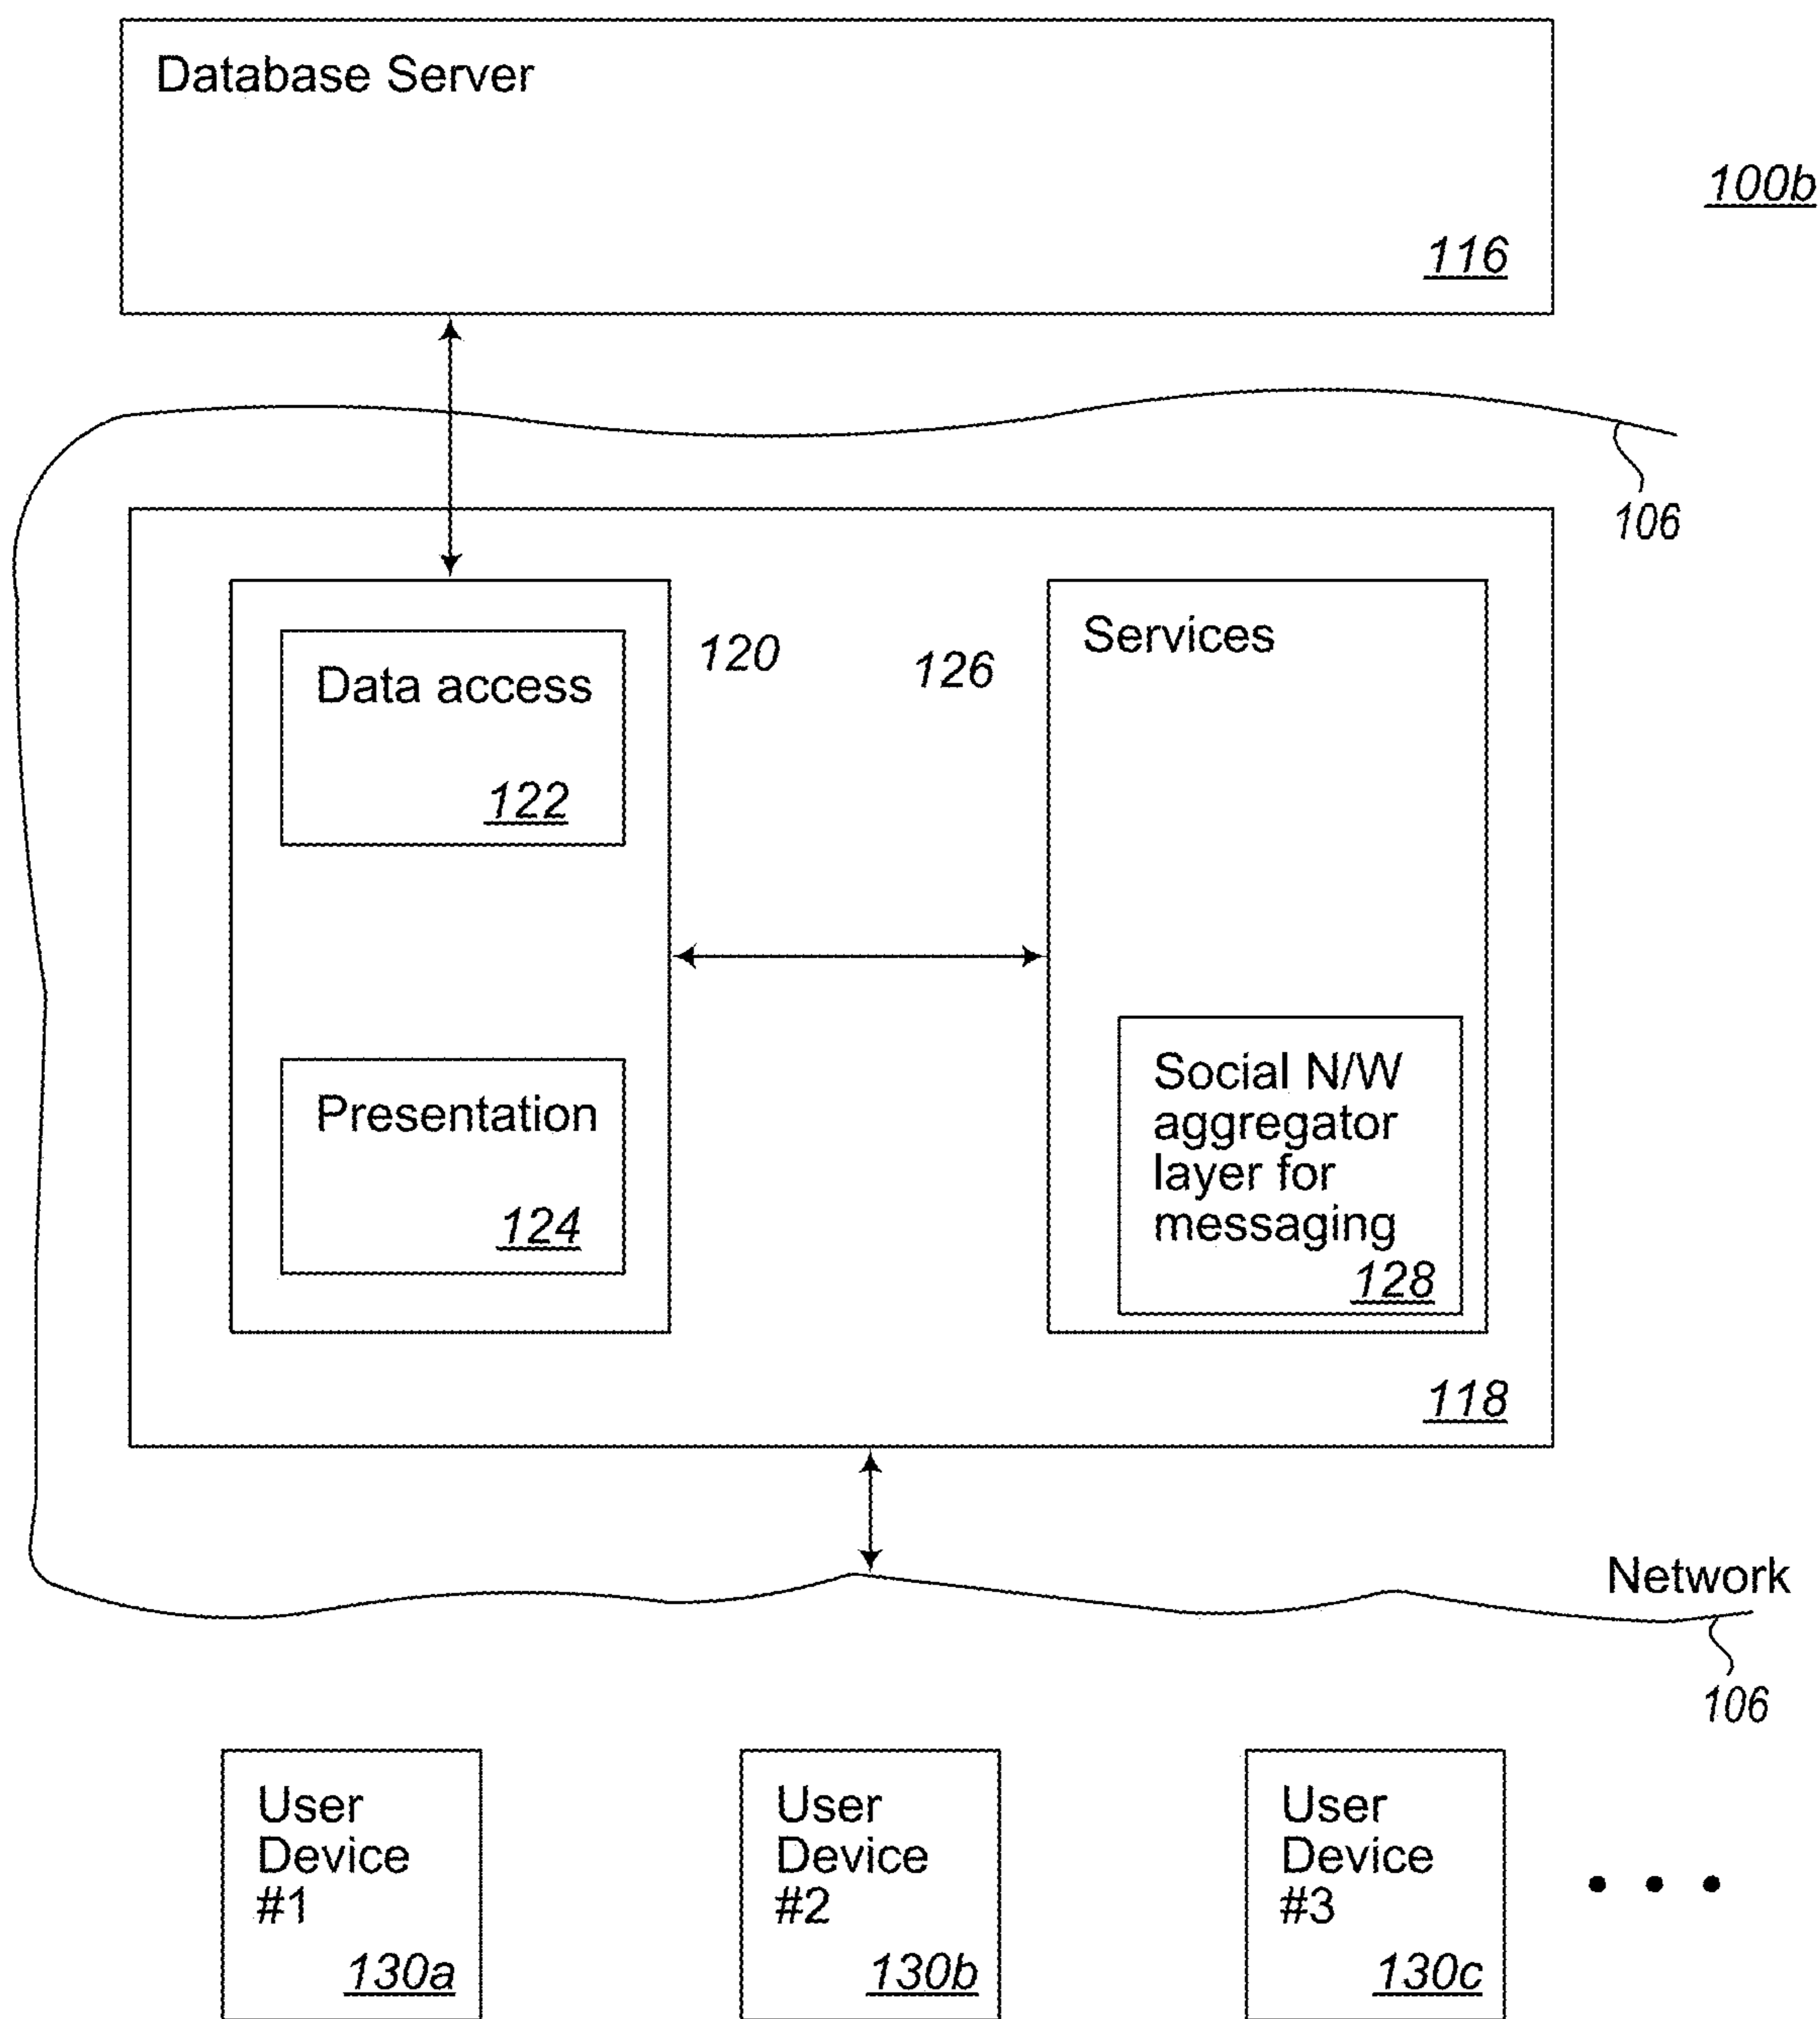 Database Server
100b
116
106
120
126
Services
Data access
122
Social N/W
aggregator
layer for
messaging
128
Presentation
124
118
Network
106
User
Device
#1
130a
User
Device
#2
130b
User
Device
#3
130c